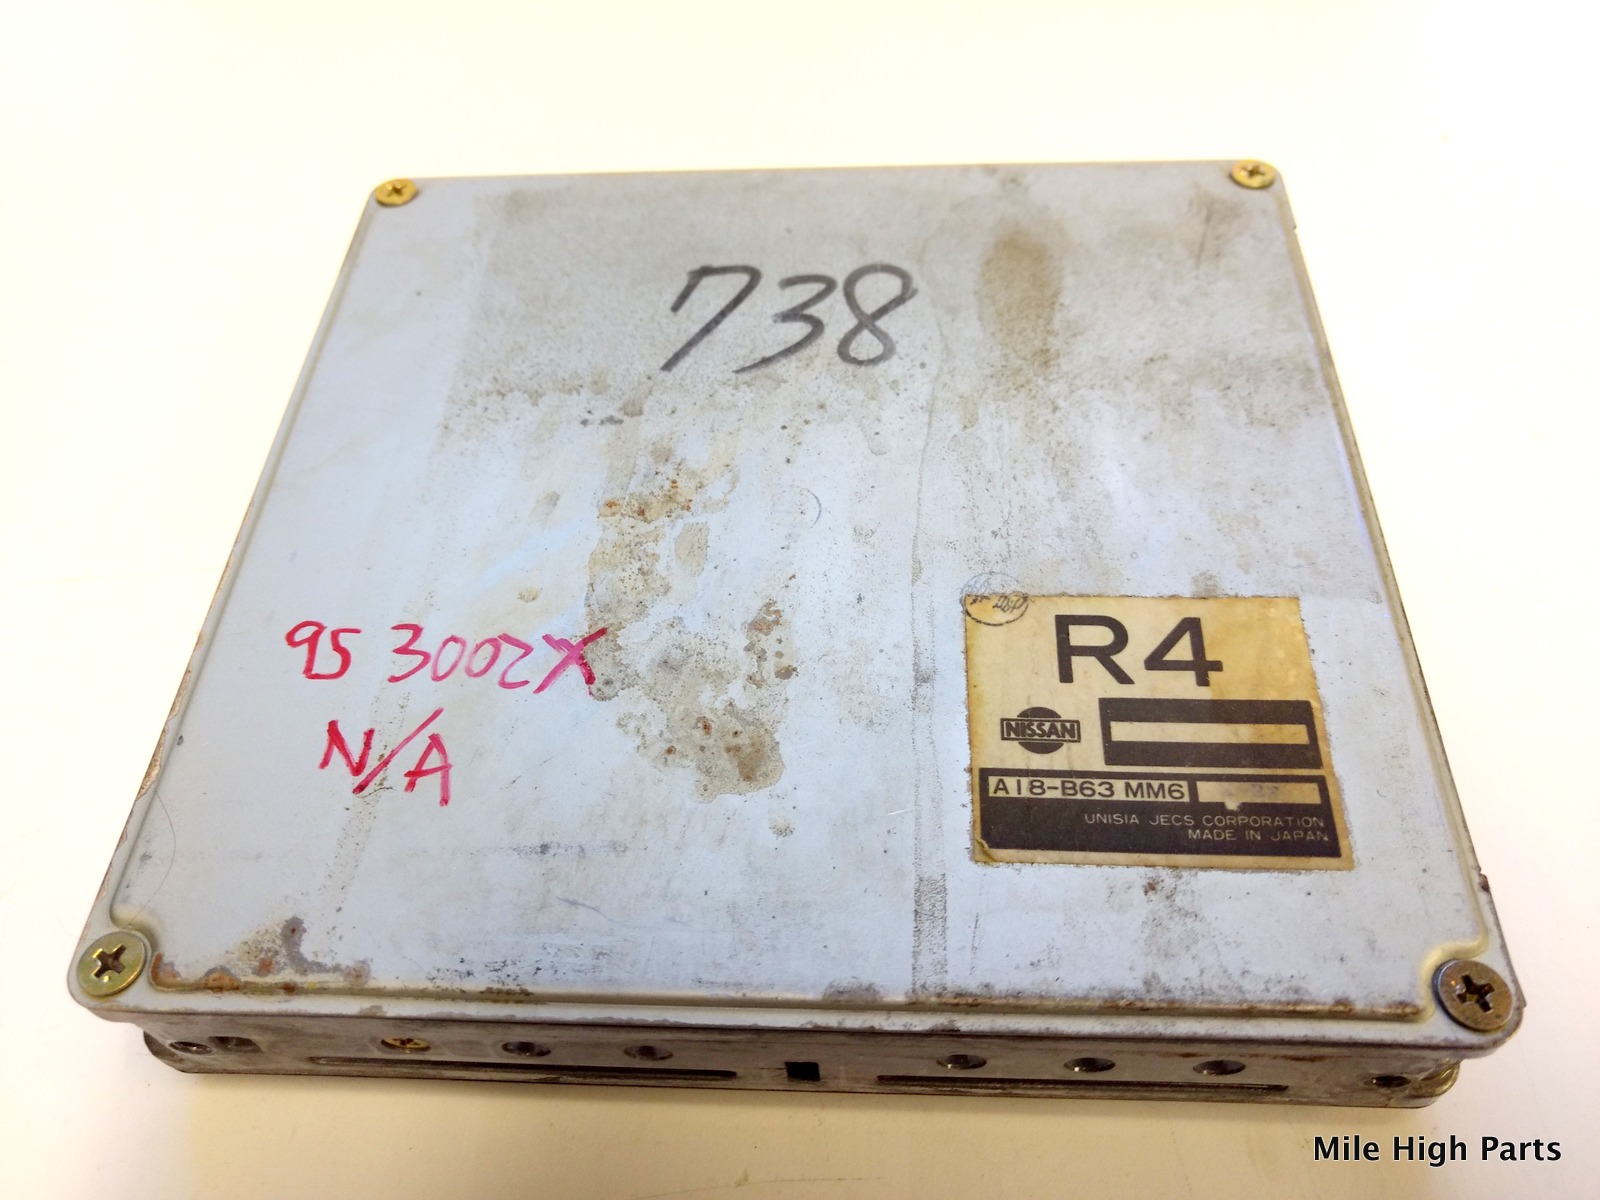 738
95 300ZX
N/A
R4
NISSAN
A18-B63 MM6
UNISIA JECS CORPORATION
MADE IN JAPAN
Mile High Parts